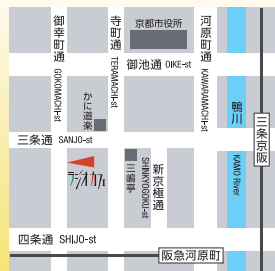 御幸町通
GOKOMACHI-st
寺町通
TERAMACHI-st
京都市役所
河原町通
KAWARAMACHI-st
御池通 OIKE-st
かに道楽
鴨川
KAMO River
三条京阪
三条通 SANJO-st
ラジオカフェ
三嶋亭
SHINKYOGOKU-st
新京極通
四条通 SHIJO-st
阪急河原町